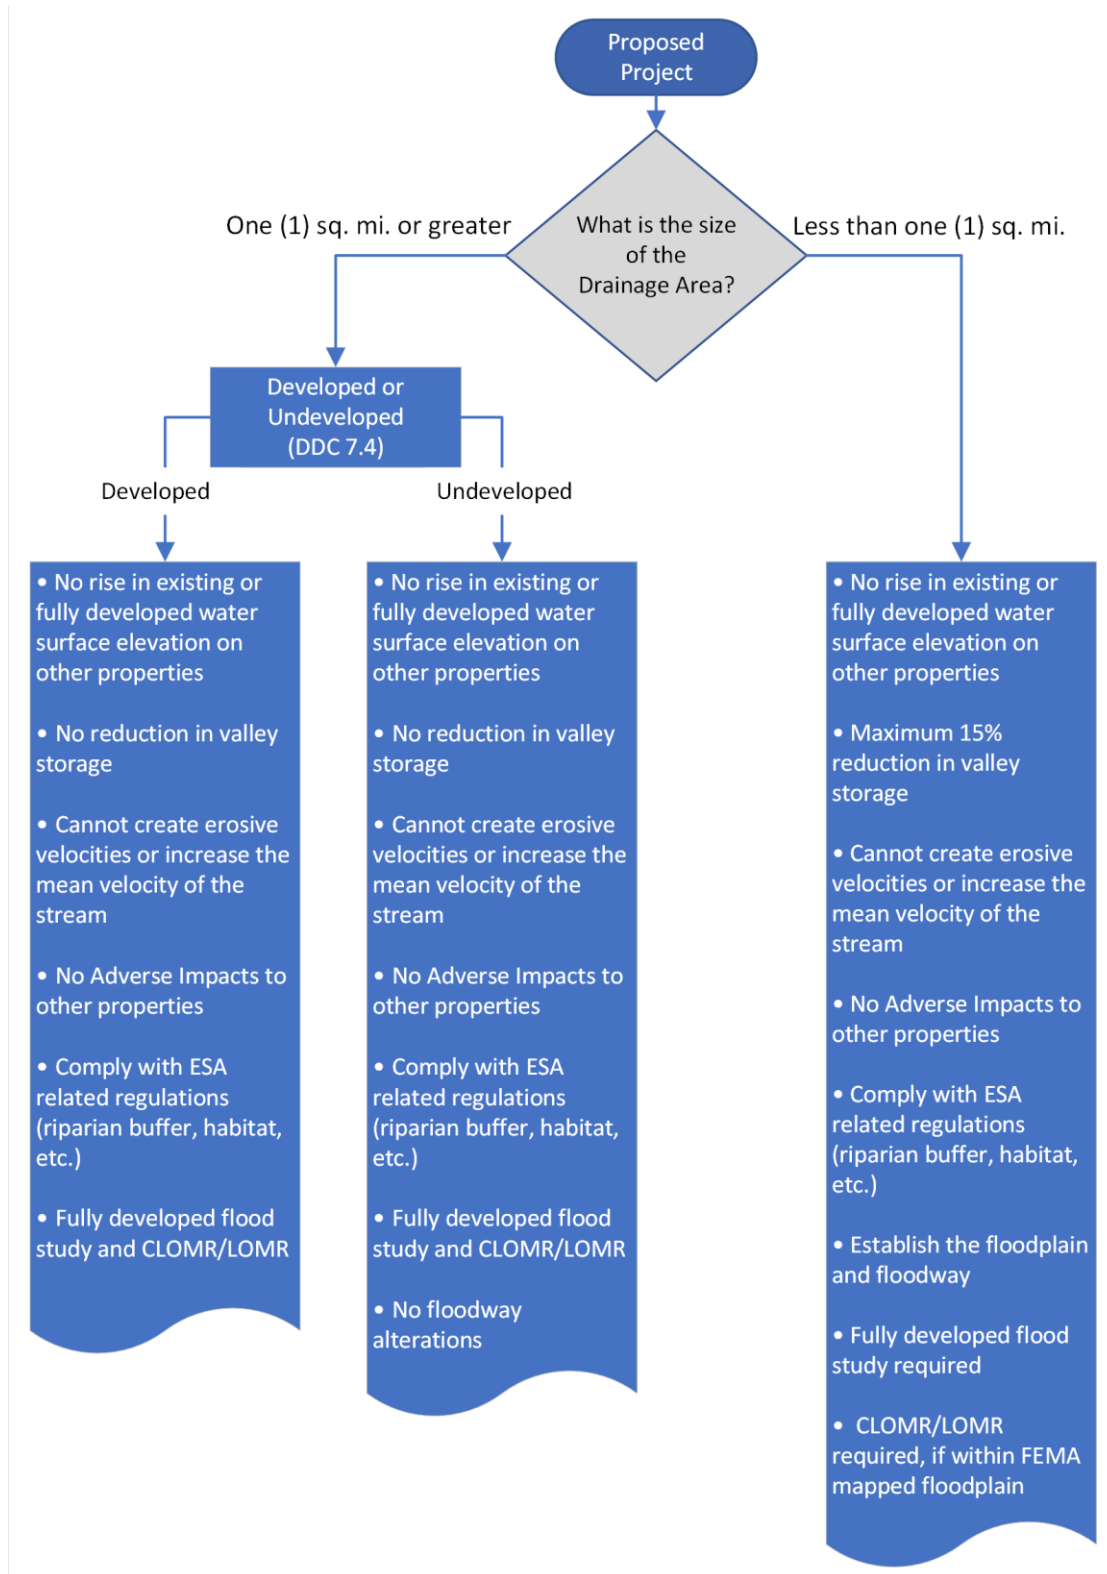 Proposed
Project
What is the size
of the
Drainage Area?
One (1) sq. mi. or greater
Less than one (1) sq. mi.
Developed or
Undeveloped
(DDC 7.4)
Developed
Undeveloped
• No rise in existing or
fully developed water
surface elevation on
other properties
• No reduction in valley
storage
• Cannot create erosive
velocities or increase the
mean velocity of the
stream
• No Adverse Impacts to
other properties
• Comply with ESA
related regulations
(riparian buffer, habitat,
etc.)
• Fully developed flood
study and CLOMR/LOMR
• No rise in existing or
fully developed water
surface elevation on
other properties
• No reduction in valley
storage
• Cannot create erosive
velocities or increase the
mean velocity of the
stream
• No Adverse Impacts to
other properties
• Comply with ESA
related regulations
(riparian buffer, habitat,
etc.)
• Fully developed flood
study and CLOMR/LOMR
• No floodway
alterations
• No rise in existing or
fully developed water
surface elevation on
other properties
• Maximum 15%
reduction in valley
storage
• Cannot create erosive
velocities or increase the
mean velocity of the
stream
• No Adverse Impacts to
other properties
• Comply with ESA
related regulations
(riparian buffer, habitat,
etc.)
• Establish the floodplain
and floodway
• Fully developed flood
study required
• CLOMR/LOMR
required, if within FEMA
mapped floodplain